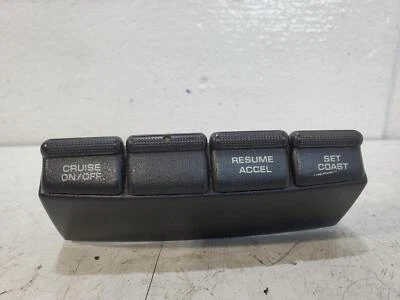 CRUISE
ON/OFF
RESUME
ACCEL
SET
COAST